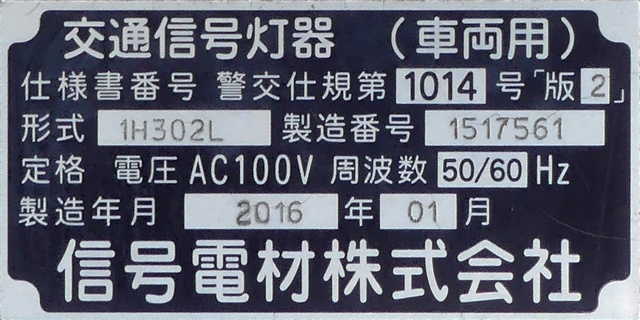 交通信号灯器 （車両用）
仕様書番号 警交仕規第 1014 号「版 2」
形式 1H302L 製造番号 1517561
定格 電圧 AC100V 周波数 50/60 Hz
製造年月 2016 年 01 月
信号電材株式会社